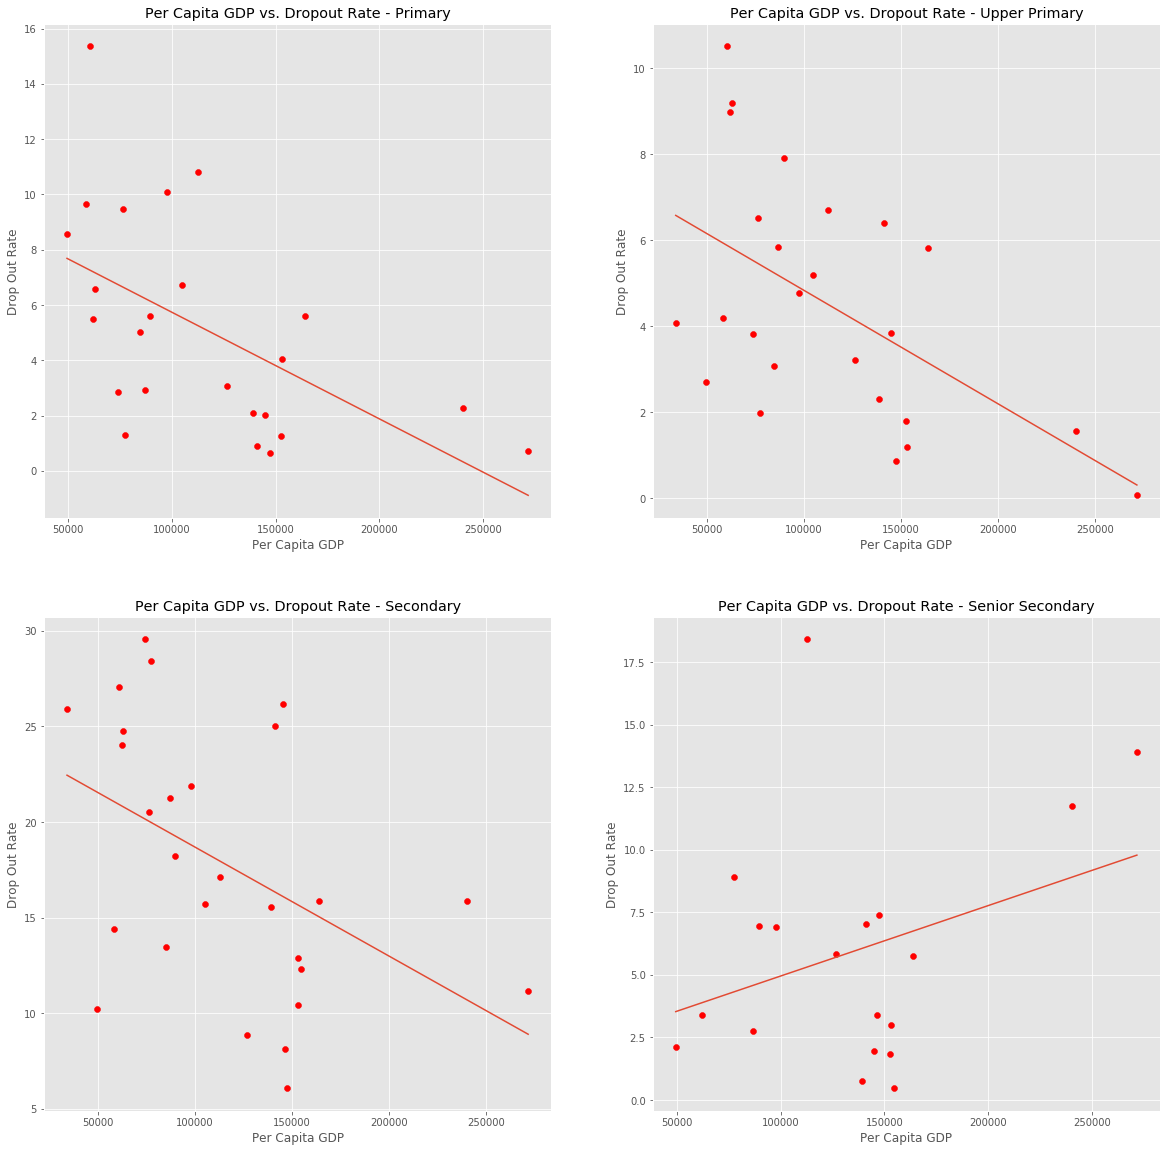 Per Capita GDP vs. Dropout Rate - Primary
16
14
12
10
8
6
4
2
0
Drop Out Rate
50000 100000 150000 200000 250000
Per Capita GDP
Per Capita GDP vs. Dropout Rate - Upper Primary
10
8
6
4
2
0
Drop Out Rate
50000 100000 150000 200000 250000
Per Capita GDP
Per Capita GDP vs. Dropout Rate - Secondary
30
25
20
15
10
5
Drop Out Rate
50000 100000 150000 200000 250000
Per Capita GDP
Per Capita GDP vs. Dropout Rate - Senior Secondary
17.5
15.0
12.5
10.0
7.5
5.0
2.5
0.0
Drop Out Rate
50000 100000 150000 200000 250000
Per Capita GDP